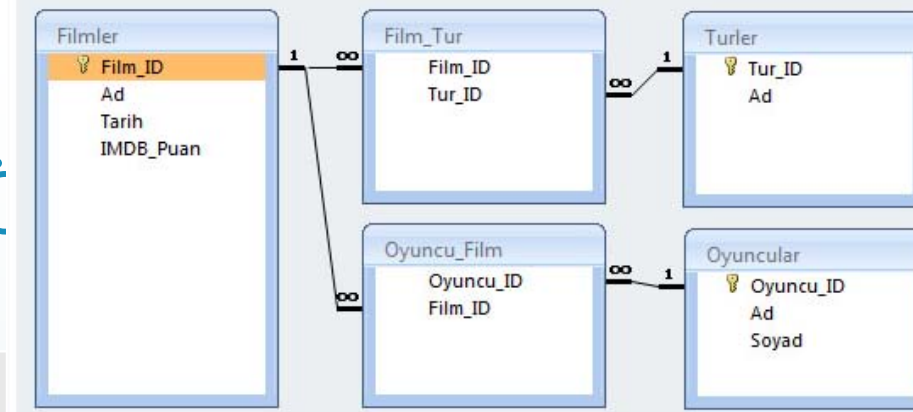 Filmler
Film_ID
Ad
Tarih
IMDB_Puan
1
∞
∞
Film_Tur
Film_ID
Tur_ID
∞
1
Turler
Tur_ID
Ad
Oyuncu_Film
Oyuncu_ID
Film_ID
∞
1
Oyuncular
Oyuncu_ID
Ad
Soyad